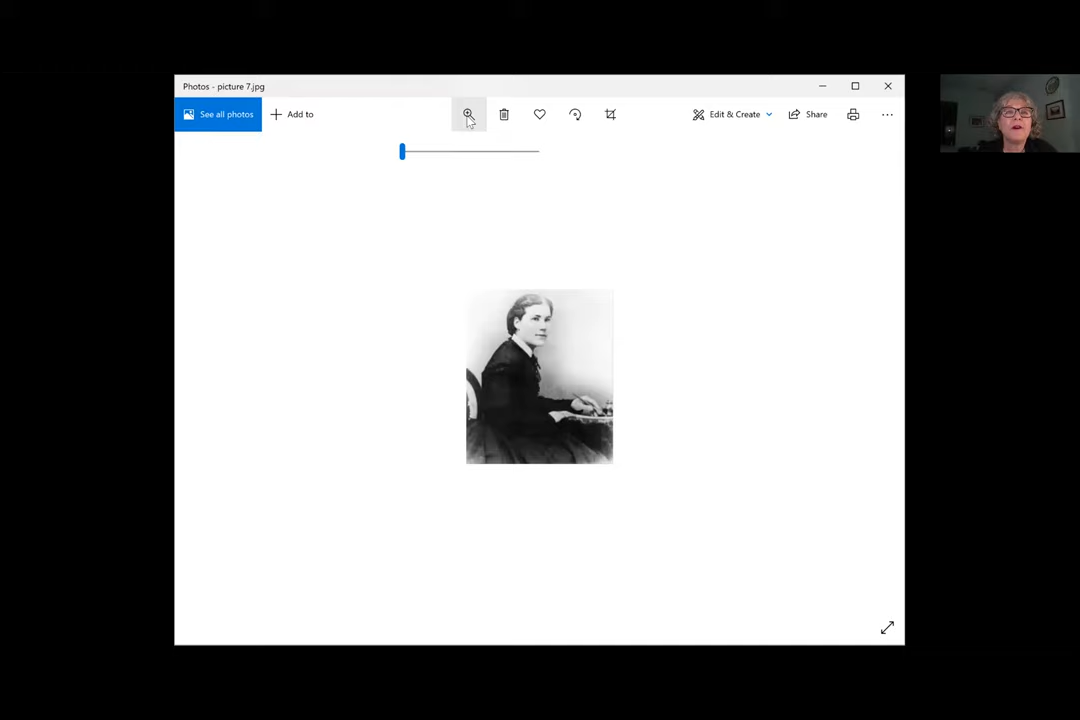 Photos - picture 7.jpg
See all photos
Add to
Edit & Create
Share